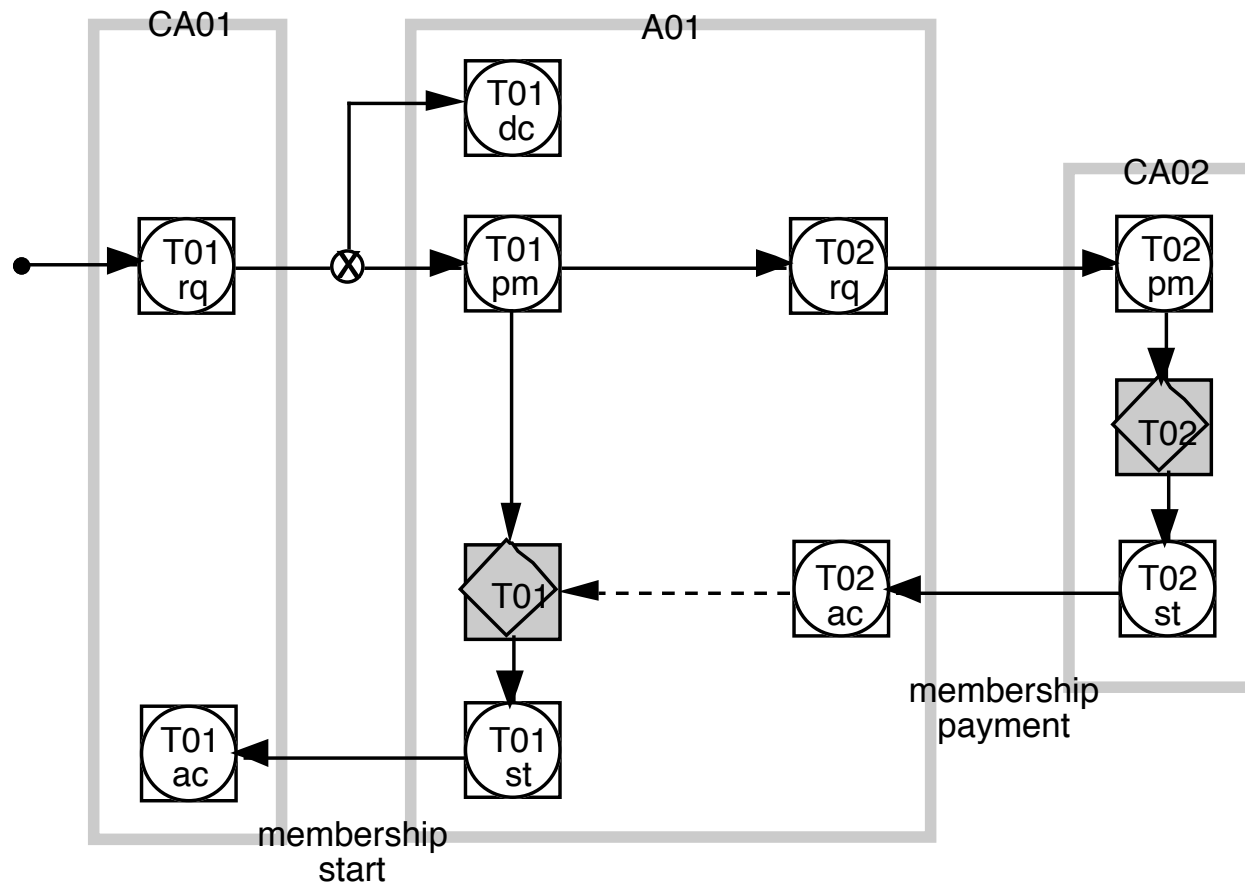 CA01
A01
T01
dc
CA02
T01
rq
T01
pm
T02
rq
T02
pm
T02
T01
T02
ac
T02
st
membership
payment
T01
ac
T01
st
membership
start